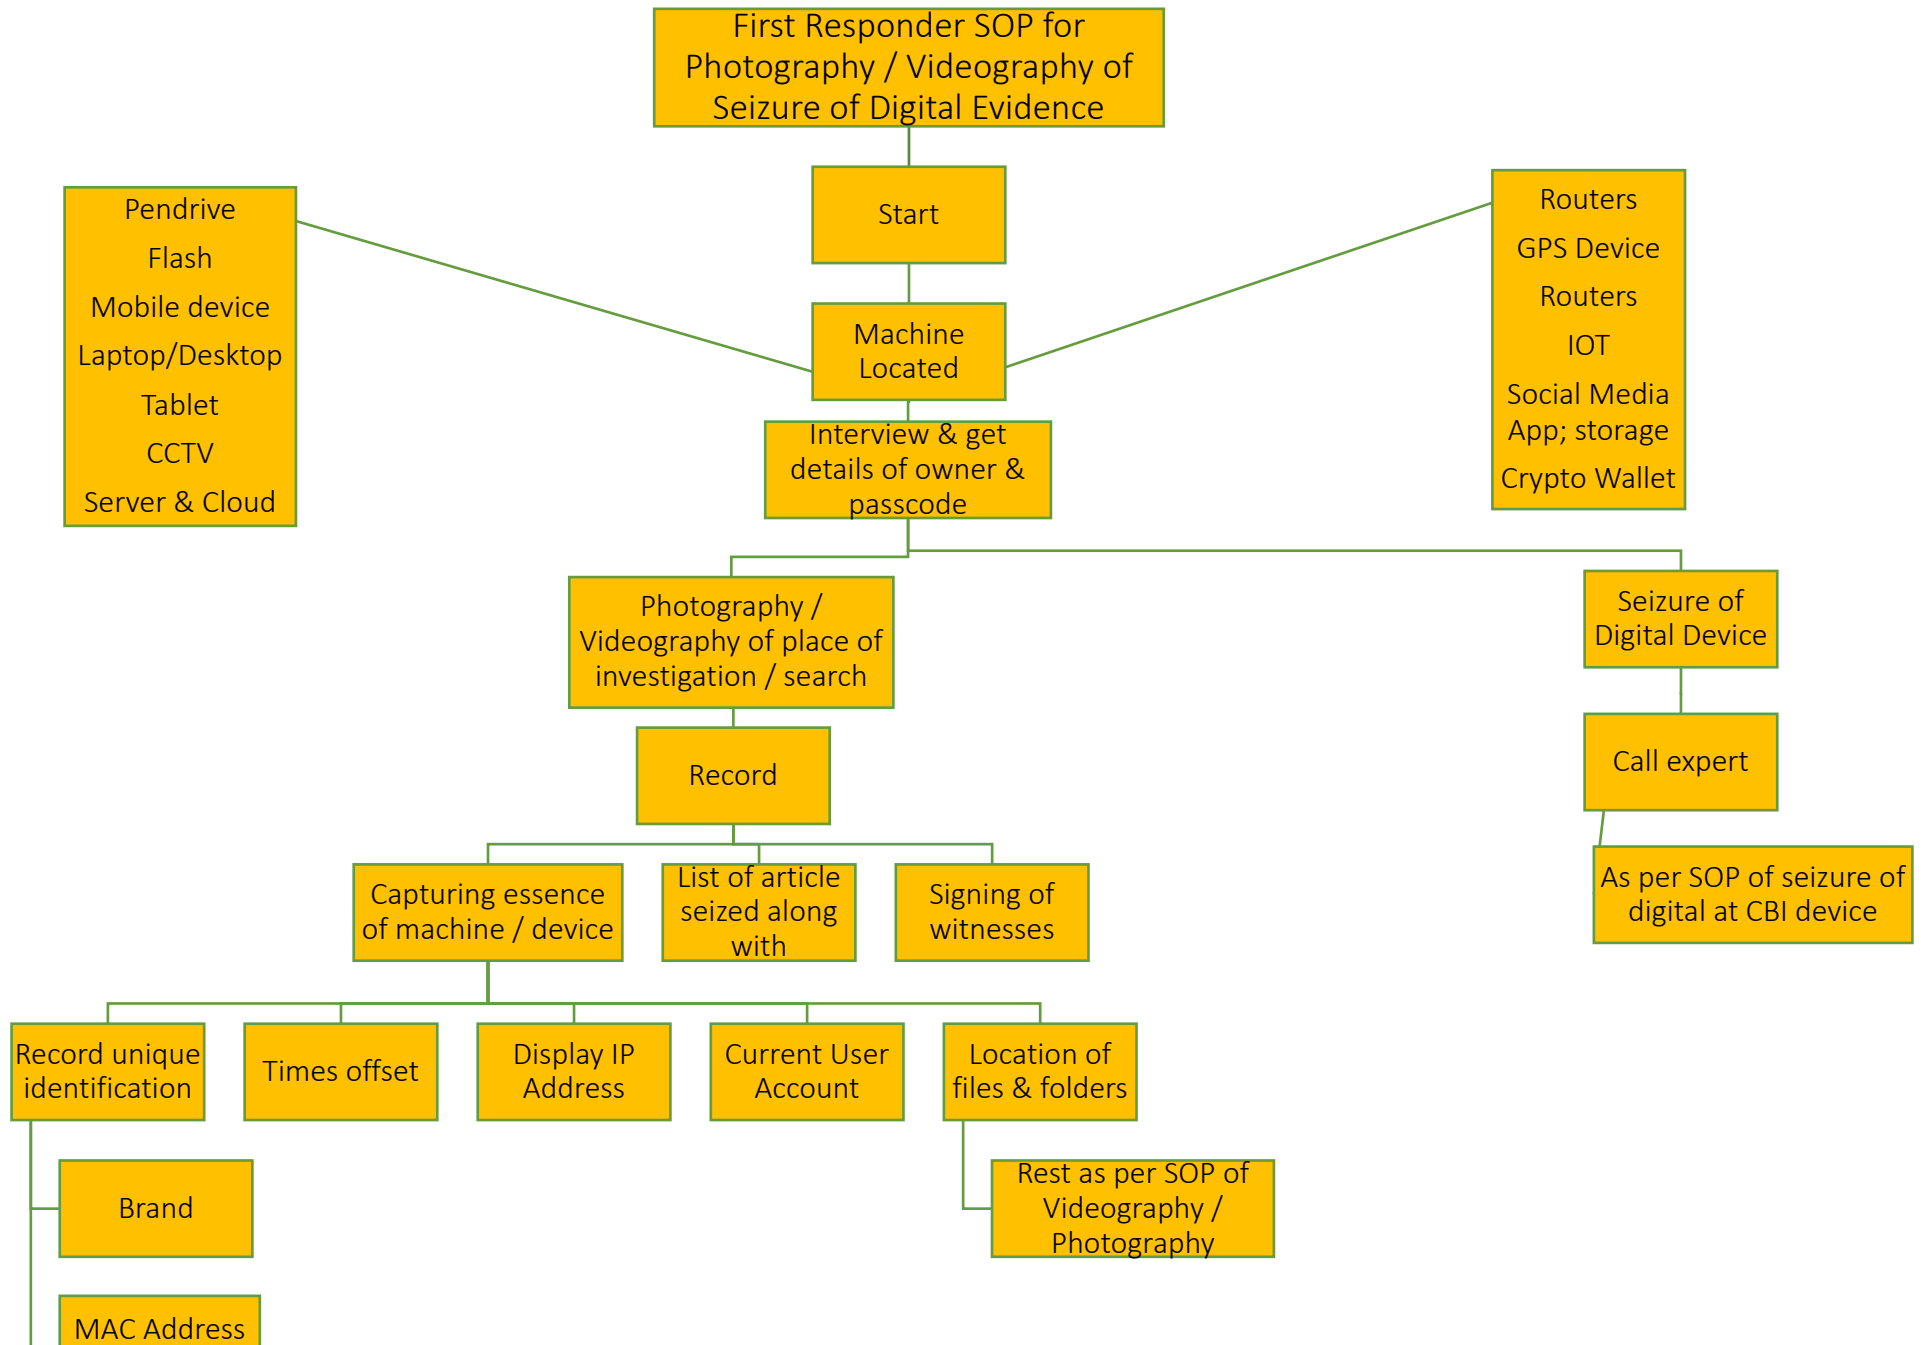 First Responder SOP for
Photography / Videography of
Seizure of Digital Evidence
Start
Pendrive
Flash
Mobile device
Laptop/Desktop
Tablet
CCTV
Server & Cloud
Machine
Located
Routers
GPS Device
Routers
IOT
Social Media
App; storage
Crypto Wallet
Interview & get
details of owner &
passcode
Photography /
Videography of place of
investigation / search
Seizure of
Digital Device
Record
Call expert
Capturing essence
of machine / device
List of article
seized along
with
Signing of
witnesses
As per SOP of seizure of
digital at CBI device
Record unique
identification
Times offset
Display IP
Address
Current User
Account
Location of
files & folders
Brand
Rest as per SOP of
Videography /
Photography
MAC Address